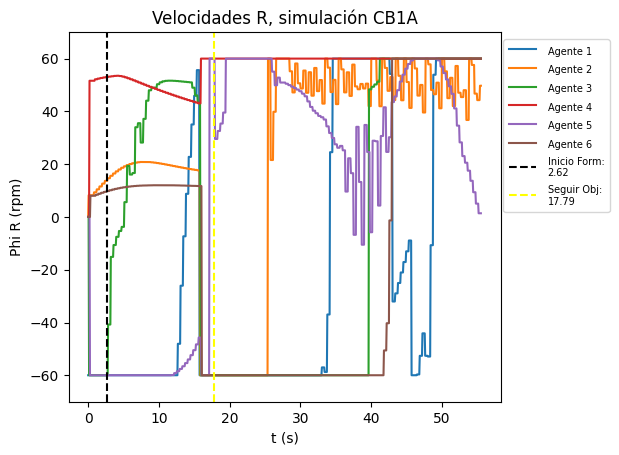 Velocidades R, simulación CB1A
Phi R (rpm)
60
40
20
0
−20
−40
−60
0
10
20
30
40
50
t (s)
Agente 1
Agente 2
Agente 3
Agente 4
Agente 5
Agente 6
Inicio Form:
2.62
Seguir Obj:
17.79